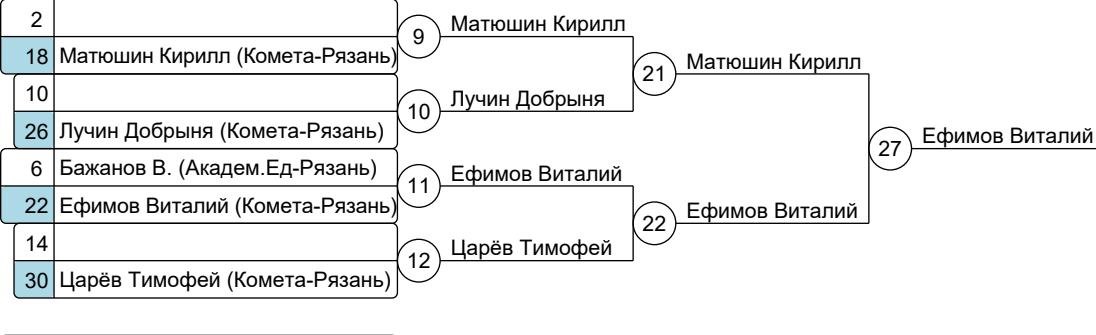 2
9
Матюшин Кирилл
18 Матюшин Кирилл (Комета-Рязань)
21
Матюшин Кирилл
10
10
Лучин Добрыня
26 Лучин Добрыня (Комета-Рязань)
27
Ефимов Виталий
6 Бажанов В. (Академ.Ед-Рязань)
11
Ефимов Виталий
22 Ефимов Виталий (Комета-Рязань)
22
Ефимов Виталий
14
12
Царёв Тимофей
30 Царёв Тимофей (Комета-Рязань)